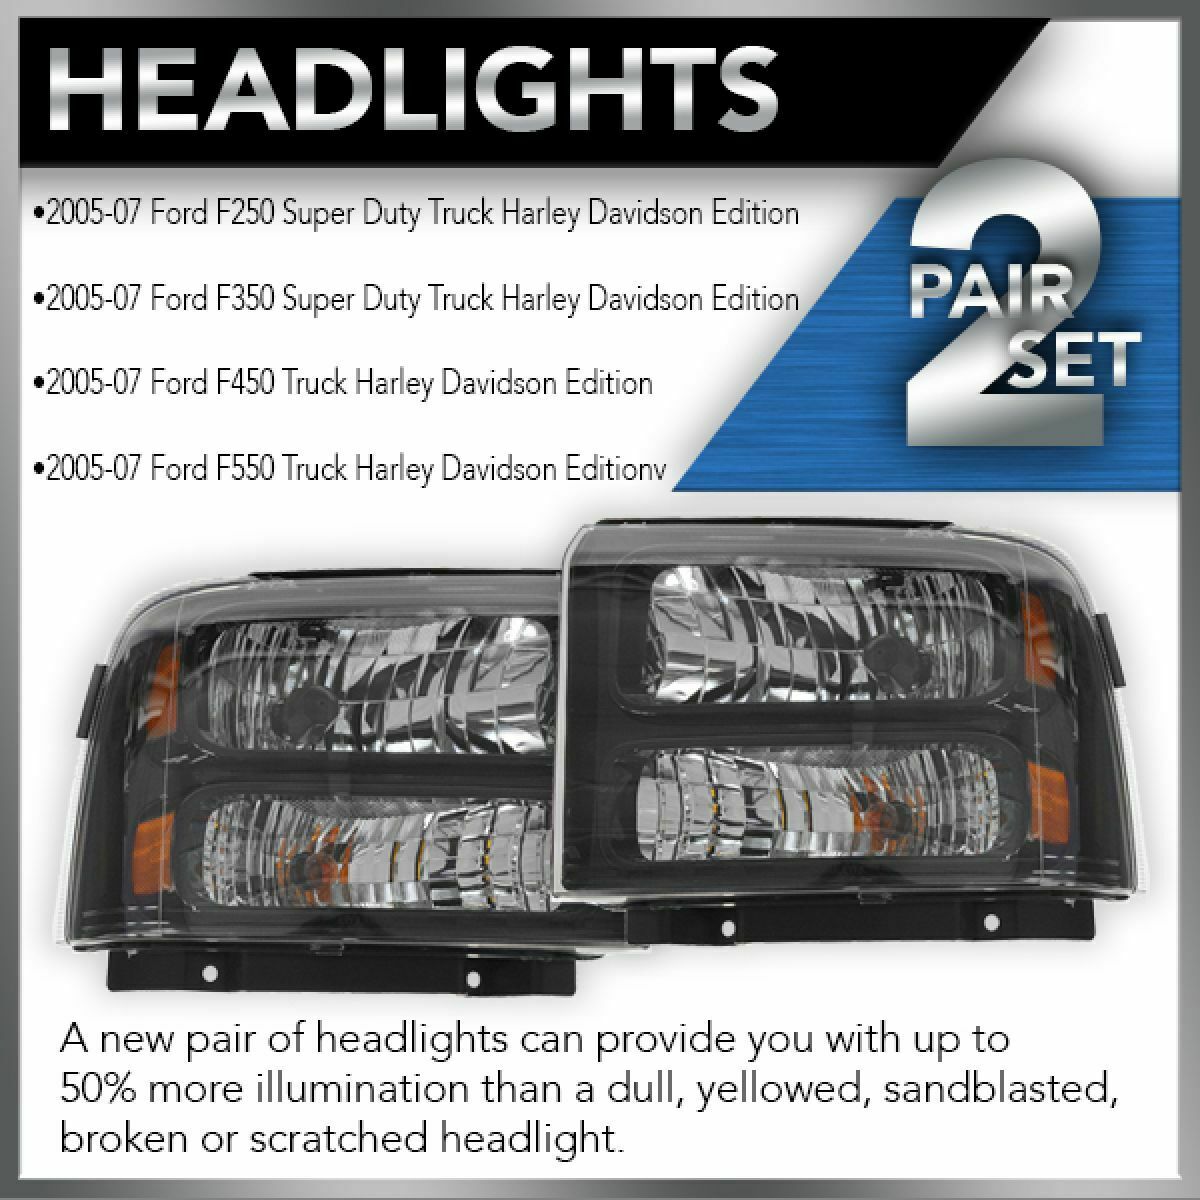 HEADLIGHTS
•2005-07 Ford F250 Super Duty Truck Harley Davidson Edition
•2005-07 Ford F350 Super Duty Truck Harley Davidson Edition
•2005-07 Ford F450 Truck Harley Davidson Edition
•2005-07 Ford F550 Truck Harley Davidson Editionv
2
PAIR
SET
A new pair of headlights can provide you with up to
50% more illumination than a dull, yellowed, sandblasted,
broken or scratched headlight.